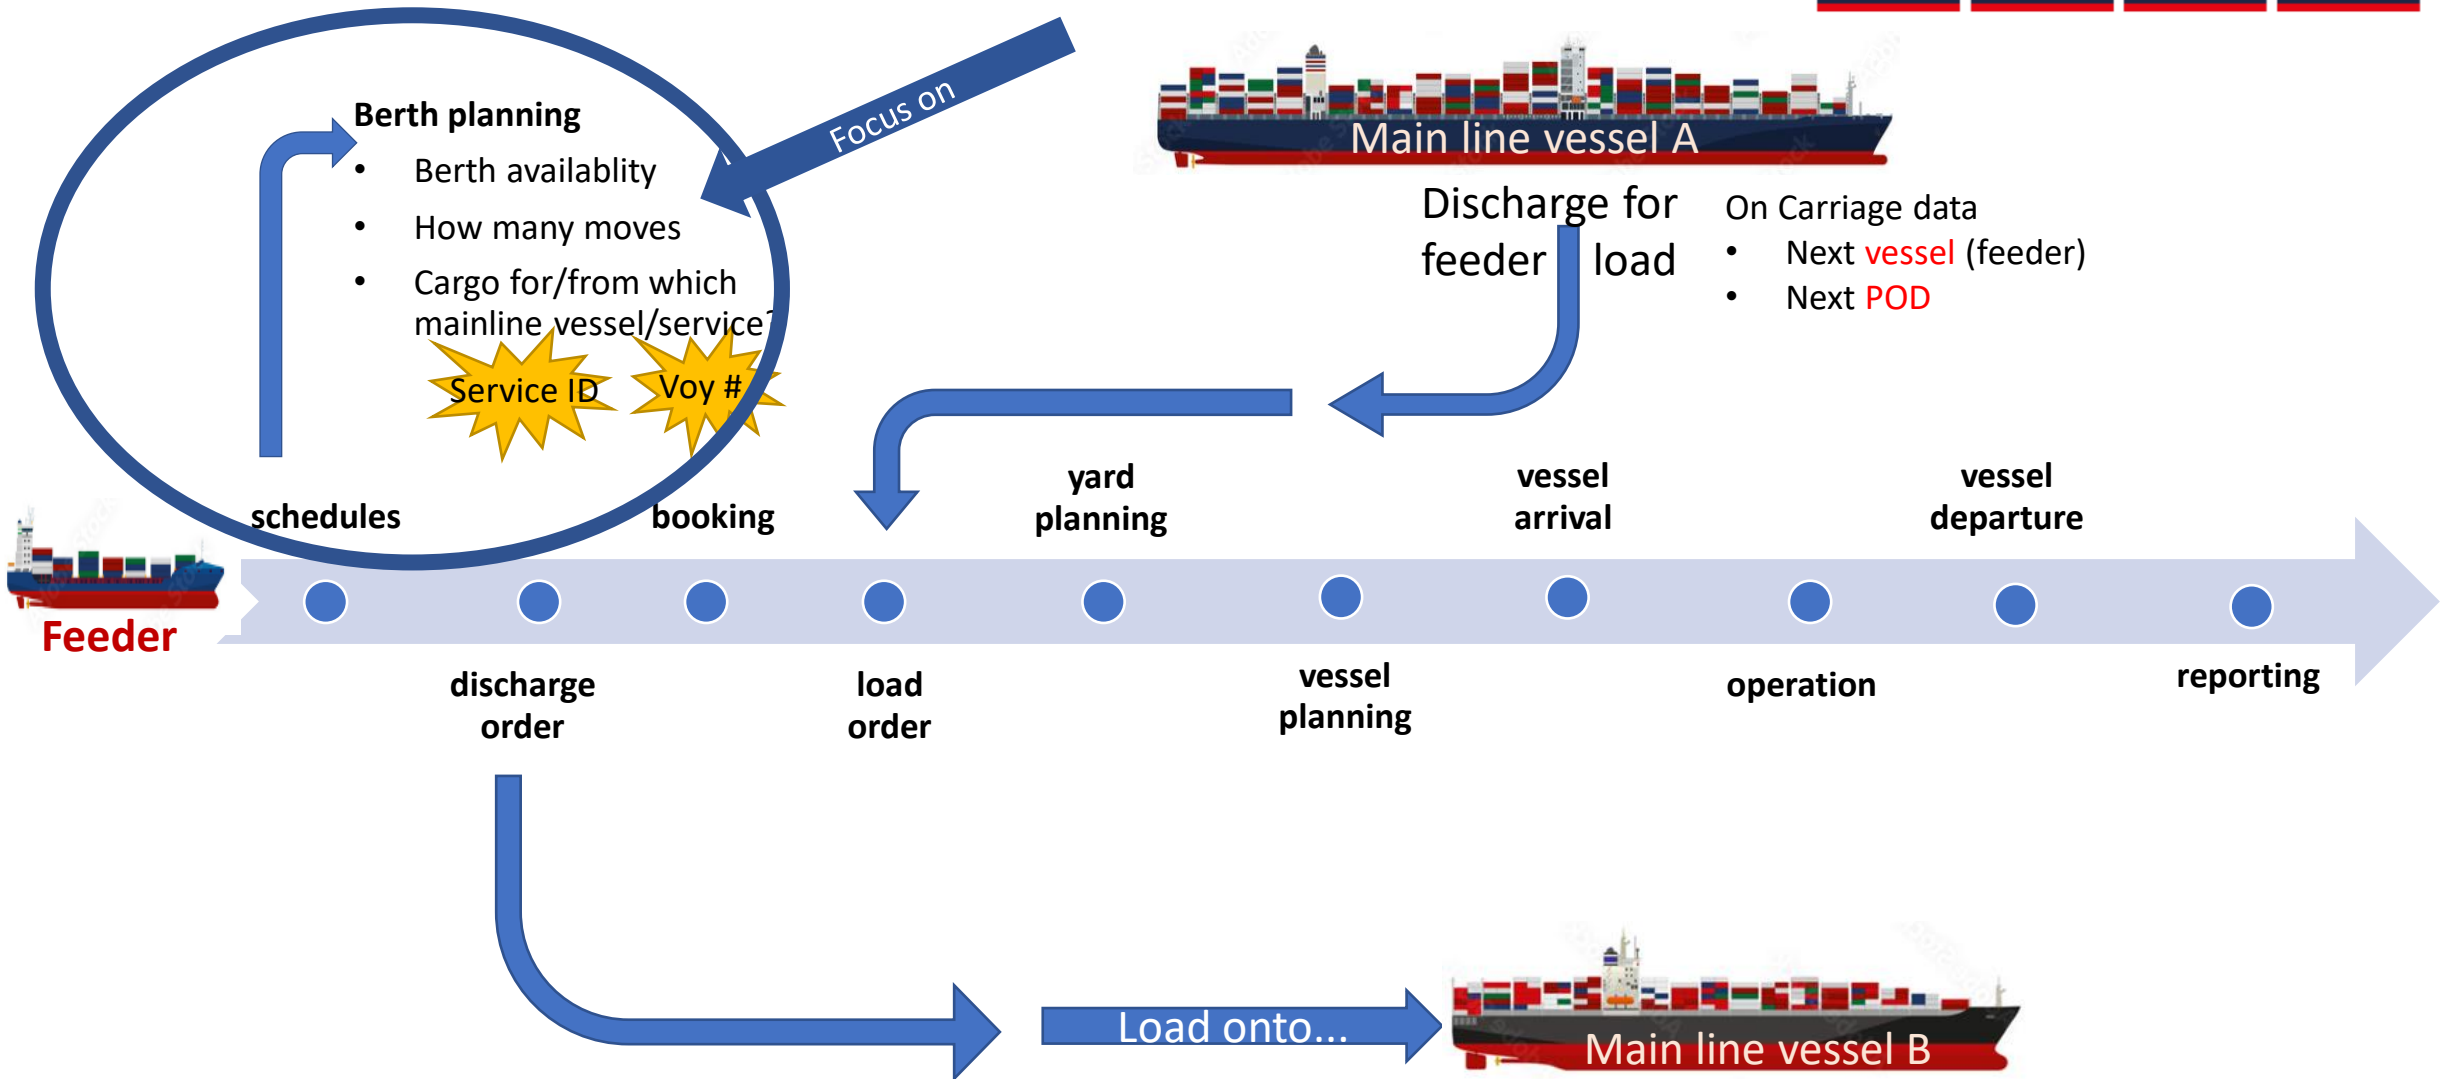 Berth planning
• Berth availablity
• How many moves
• Cargo for/from which
mainline vessel/service?
Service ID
Voy #
Focus on
Main line vessel A
Discharge for
feeder load
On Carriage data
• Next vessel (feeder)
• Next POD
schedules
booking
yard
planning
vessel
arrival
vessel
departure
Feeder
discharge
order
load
order
vessel
planning
operation
reporting
Load onto...
Main line vessel B